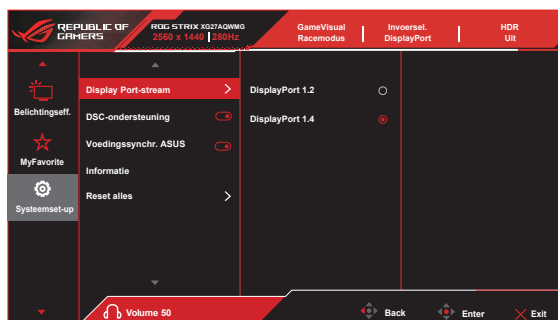 REPUBLIC OF
GAMERS
ROG STRIX XG27AQWMG
2560 x 1440 280Hz
GameVisual
Racemodus
Invoersel.
DisplayPort
HDR
Uit
Belichtingseff.
MyFavorite
Systeemset-up
Display Port-stream
DSC-ondersteuning
Voedingssynchr. ASUS
Informatie
Reset alles
DisplayPort 1.2
DisplayPort 1.4
Volume 50
Back
Enter
Exit